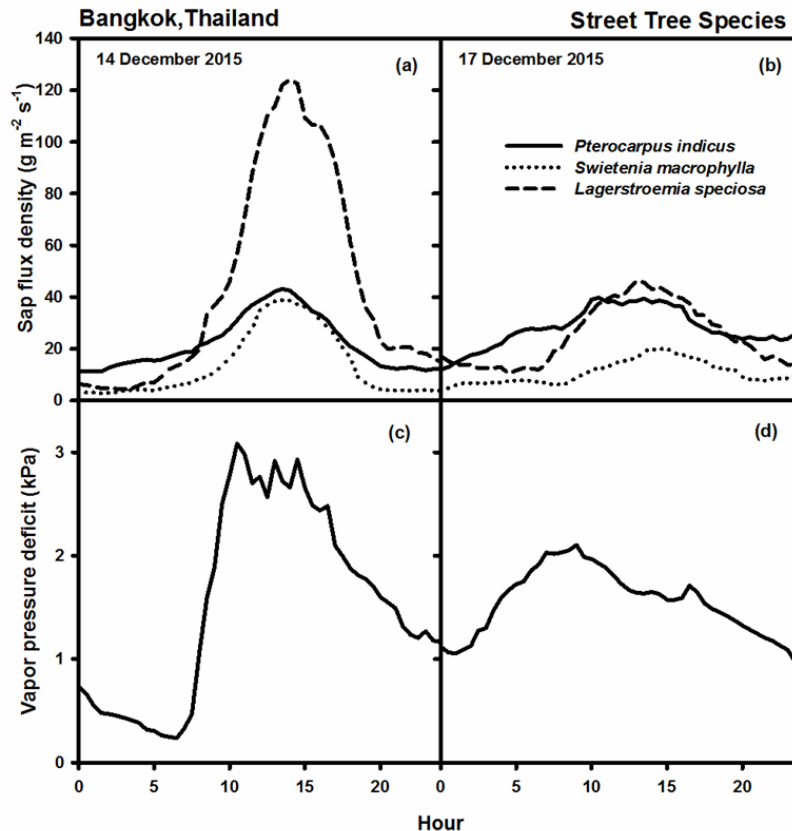 Bangkok,Thailand
Street Tree Species
14 December 2015
(a)
17 December 2015
(b)
Pterocarpus indicus
Swietenia macrophylla
Lagerstroemia speciosa
Sap flux density (g m⁻² s⁻¹)
140
120
100
80
60
40
20
0
(c)
(d)
Vapor pressure deficit (kPa)
3
2
1
0
0 5 10 15 20 0 5 10 15 20
Hour